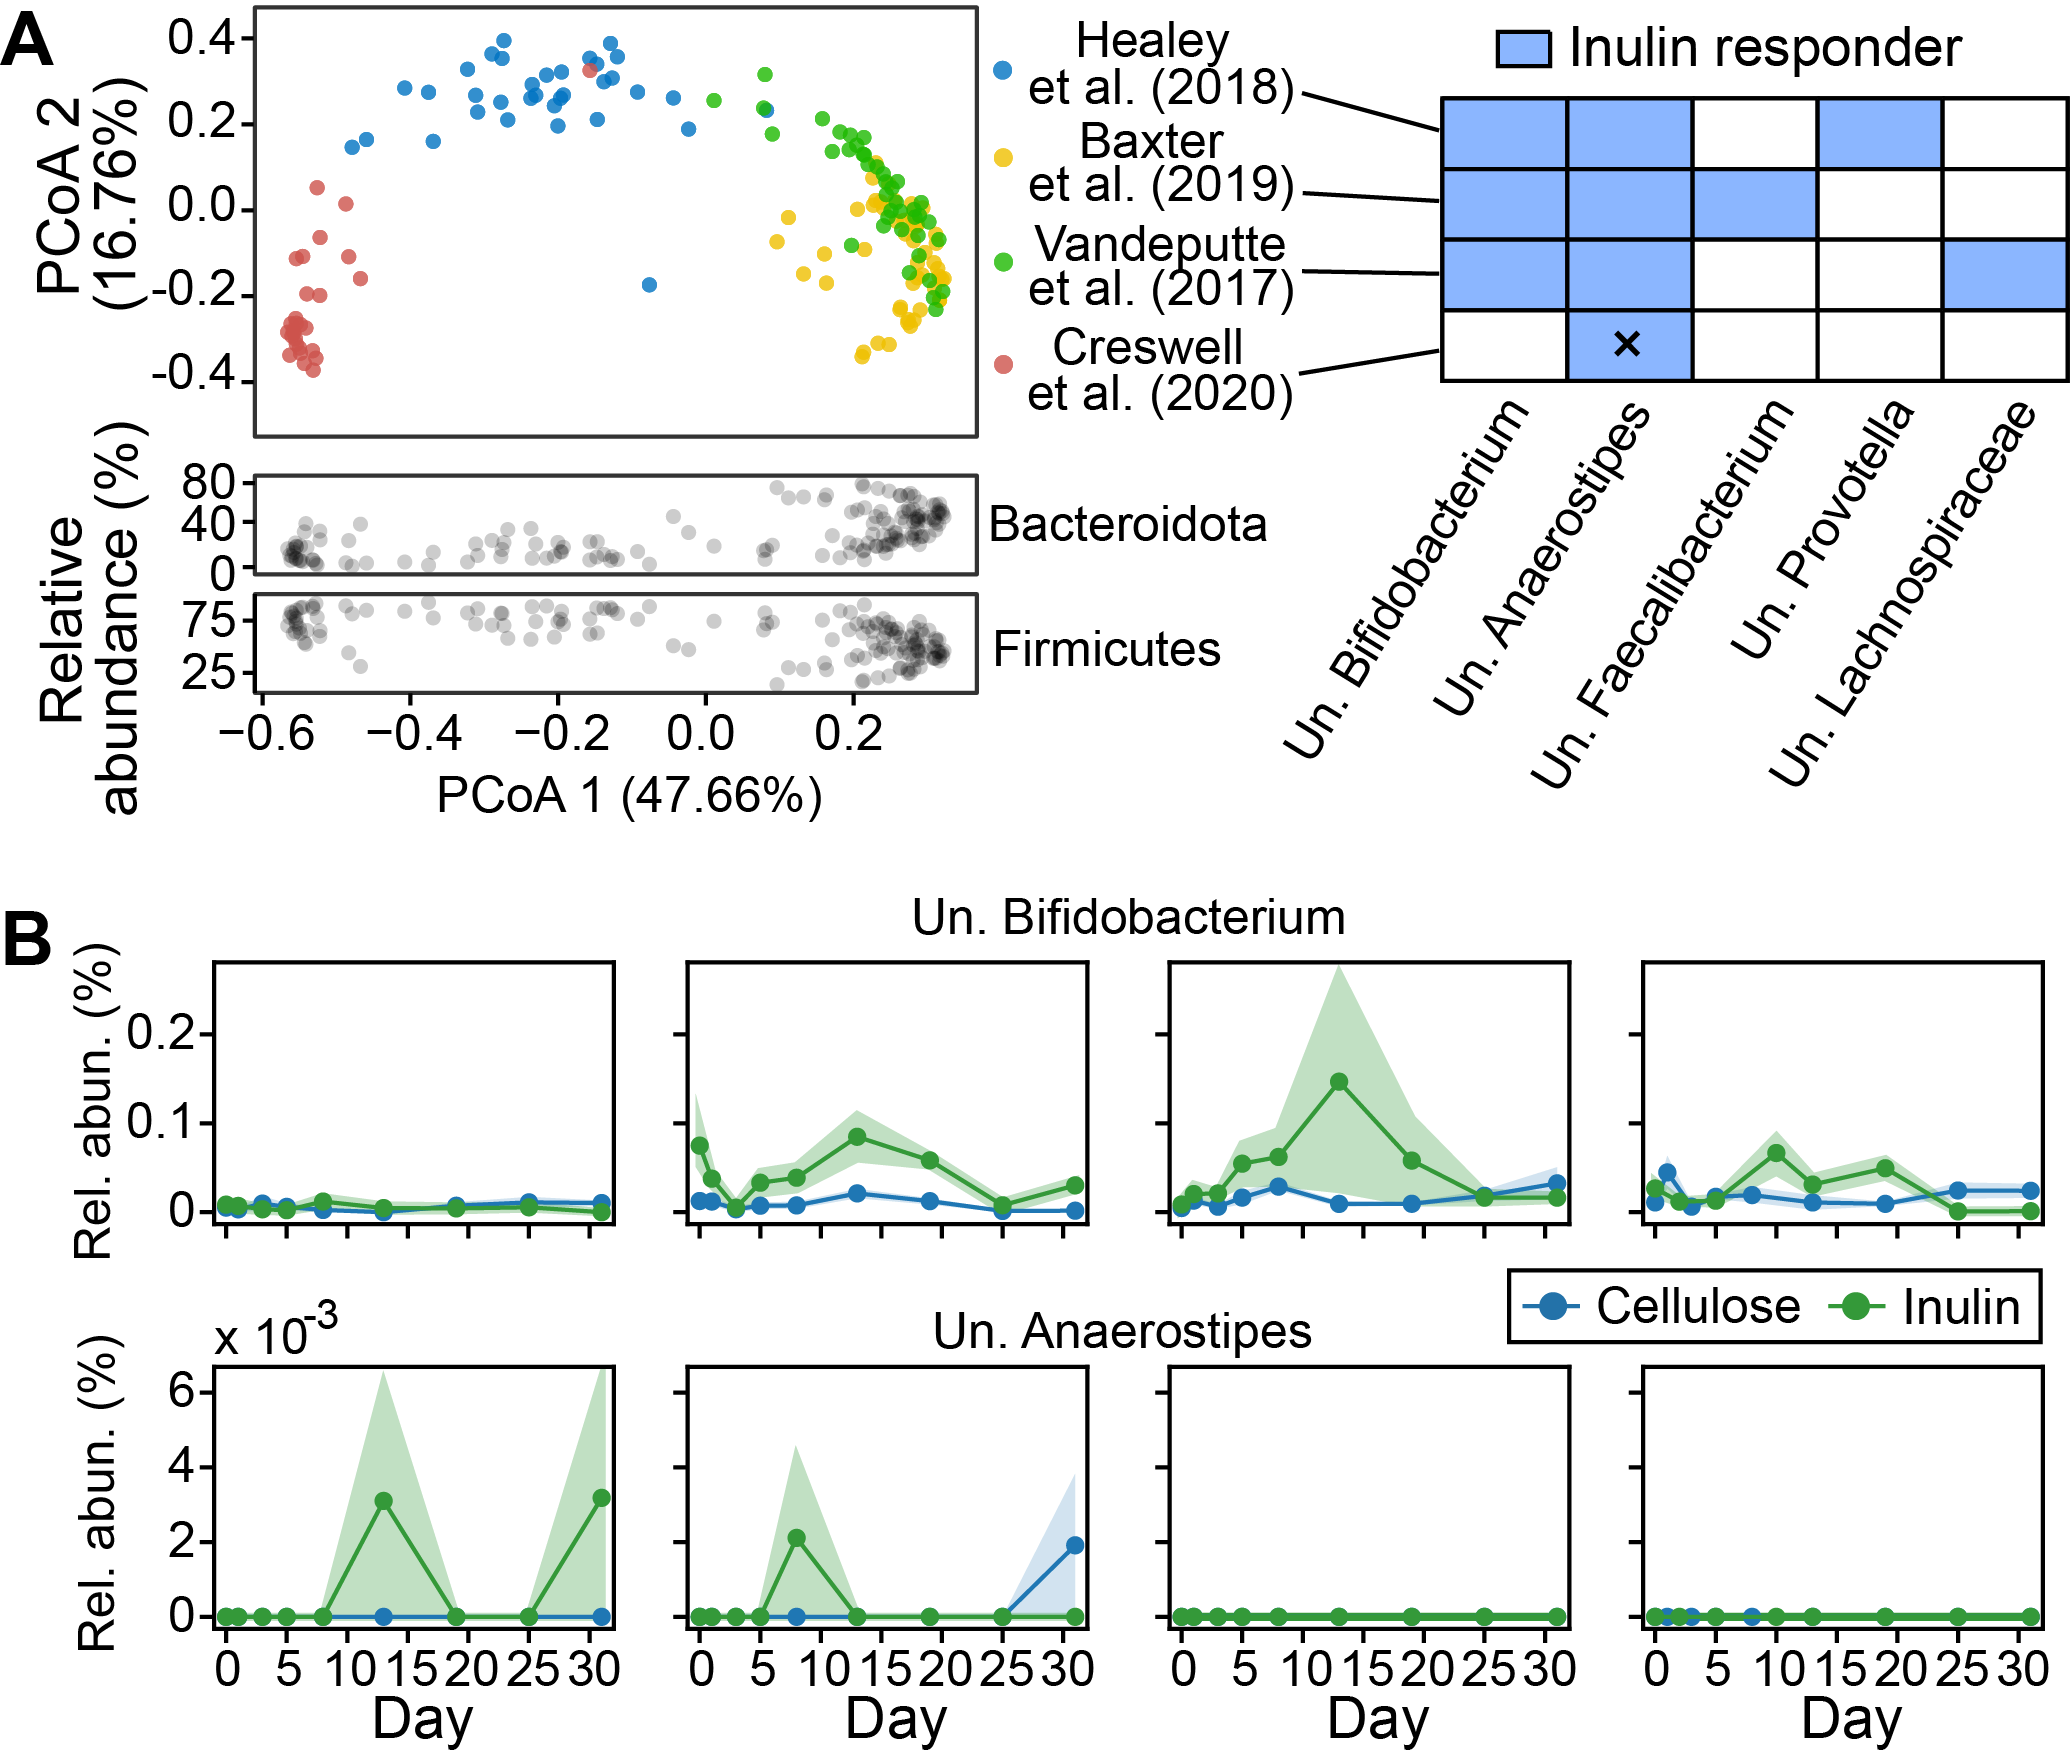 A
PCoA 2
(16.76%)
0.4
0.2
0.0
-0.2
-0.4
Healey
et al. (2018)
Baxter
et al. (2019)
Vandeputte
et al. (2017)
Creswell
et al. (2020)
Inulin responder
×
Un. Bifidobacterium
Un. Anaerostipes
Un. Faecalibacterium
Un. Provotella
Un. Lachnospiraceae
Relative
abundance (%)
80
40
0
Bacteroidota
75
25
Firmicutes
−0.6 −0.4 −0.2 0.0 0.2
PCoA 1 (47.66%)
B
Un. Bifidobacterium
Rel. abun. (%)
0.2
0.1
0
Cellulose Inulin
Un. Anaerostipes
x 10-3
Rel. abun. (%)
6
4
2
0
0 5 10 15 20 25 30
0 5 10 15 20 25 30
0 5 10 15 20 25 30
0 5 10 15 20 25 30
Day
Day
Day
Day